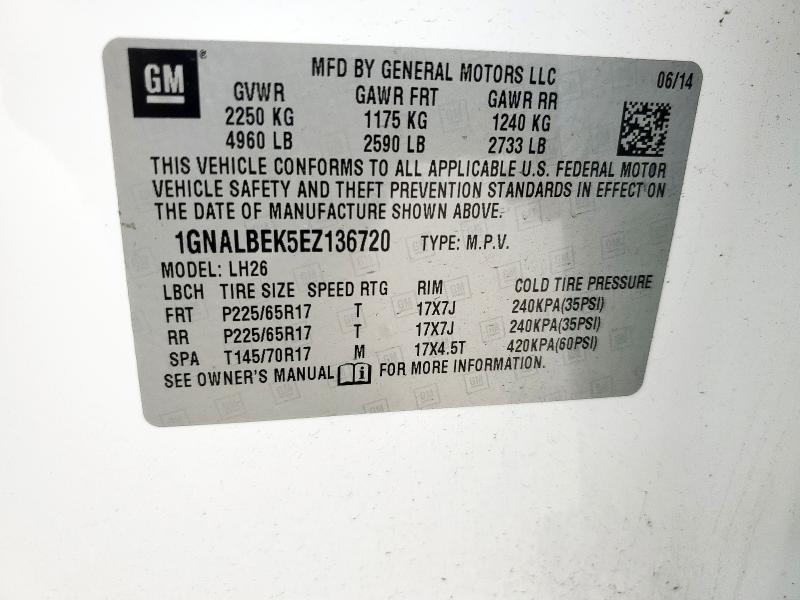 GM ® MFD BY GENERAL MOTORS LLC 06/14
GVWR GAWR FRT GAWR RR
2250 KG 1175 KG 1240 KG
4960 LB 2590 LB 2733 LB
THIS VEHICLE CONFORMS TO ALL APPLICABLE U.S. FEDERAL MOTOR
VEHICLE SAFETY AND THEFT PREVENTION STANDARDS IN EFFECT ON
THE DATE OF MANUFACTURE SHOWN ABOVE.
1GNALBEK5EZ136720 TYPE: M.P.V.
MODEL: LH26
LBCH TIRE SIZE SPEED RTG RIM COLD TIRE PRESSURE
FRT P225/65R17 T 17X7J 240KPA(35PSI)
RR P225/65R17 T 17X7J 240KPA(35PSI)
SPA T145/70R17 M 17X4.5T 420KPA(60PSI)
SEE OWNER'S MANUAL FOR MORE INFORMATION.